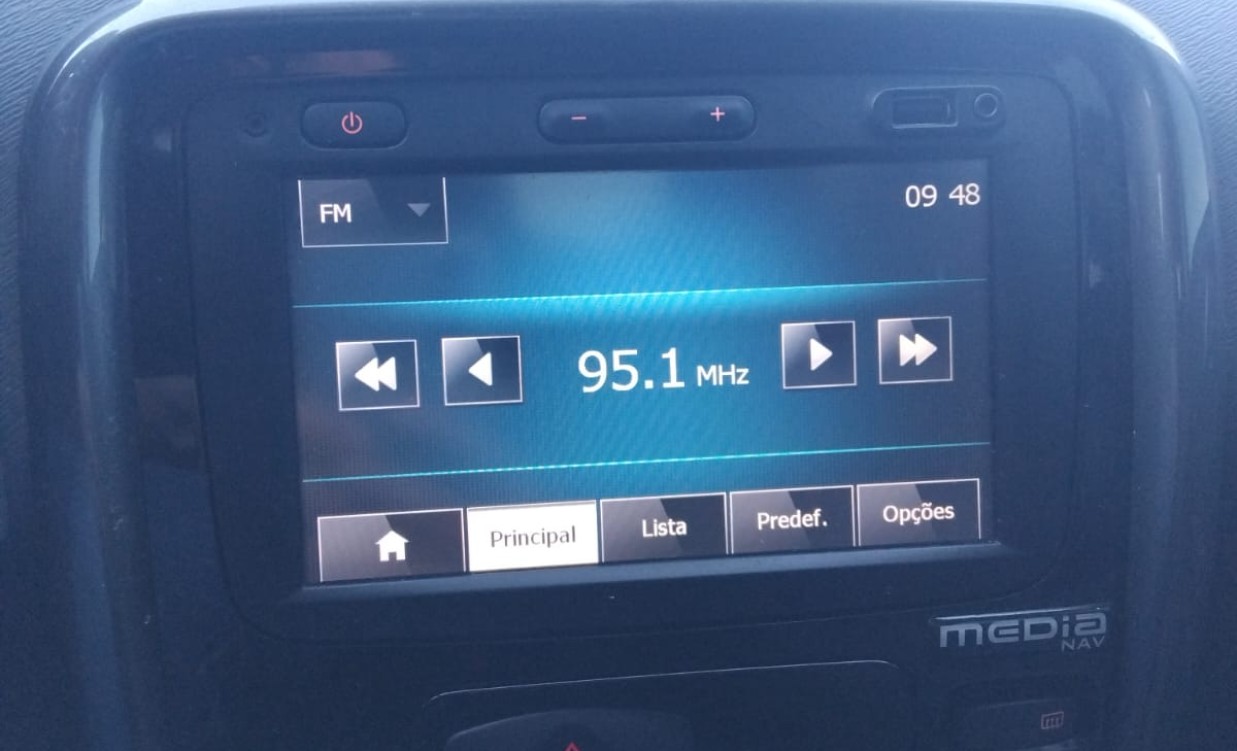 FM
09 48
95.1 MHz
Principal
Lista
Predef.
Opções
MEDIA
NAV